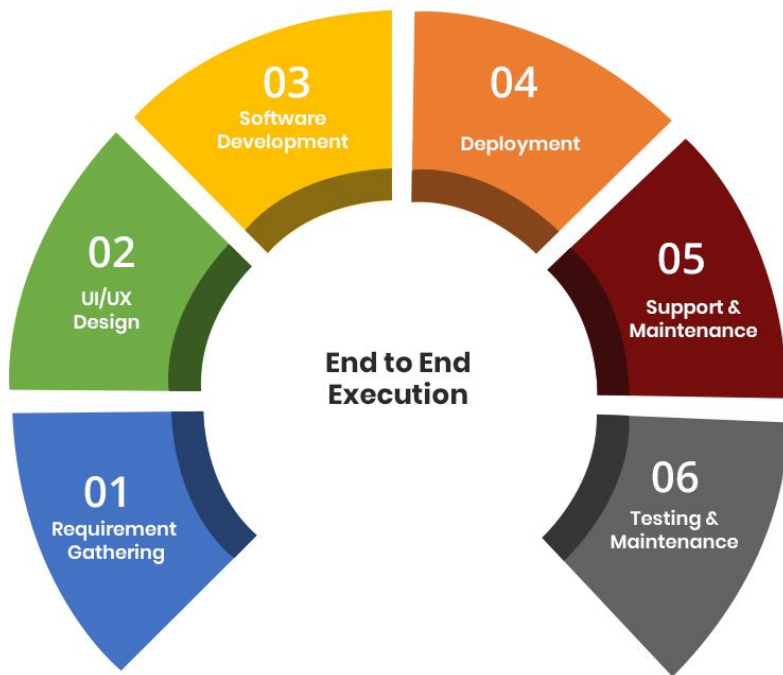 01
Requirement
Gathering
02
UI/UX
Design
03
Software
Development
04
Deployment
05
Support &
Maintenance
06
Testing &
Maintenance
End to End
Execution